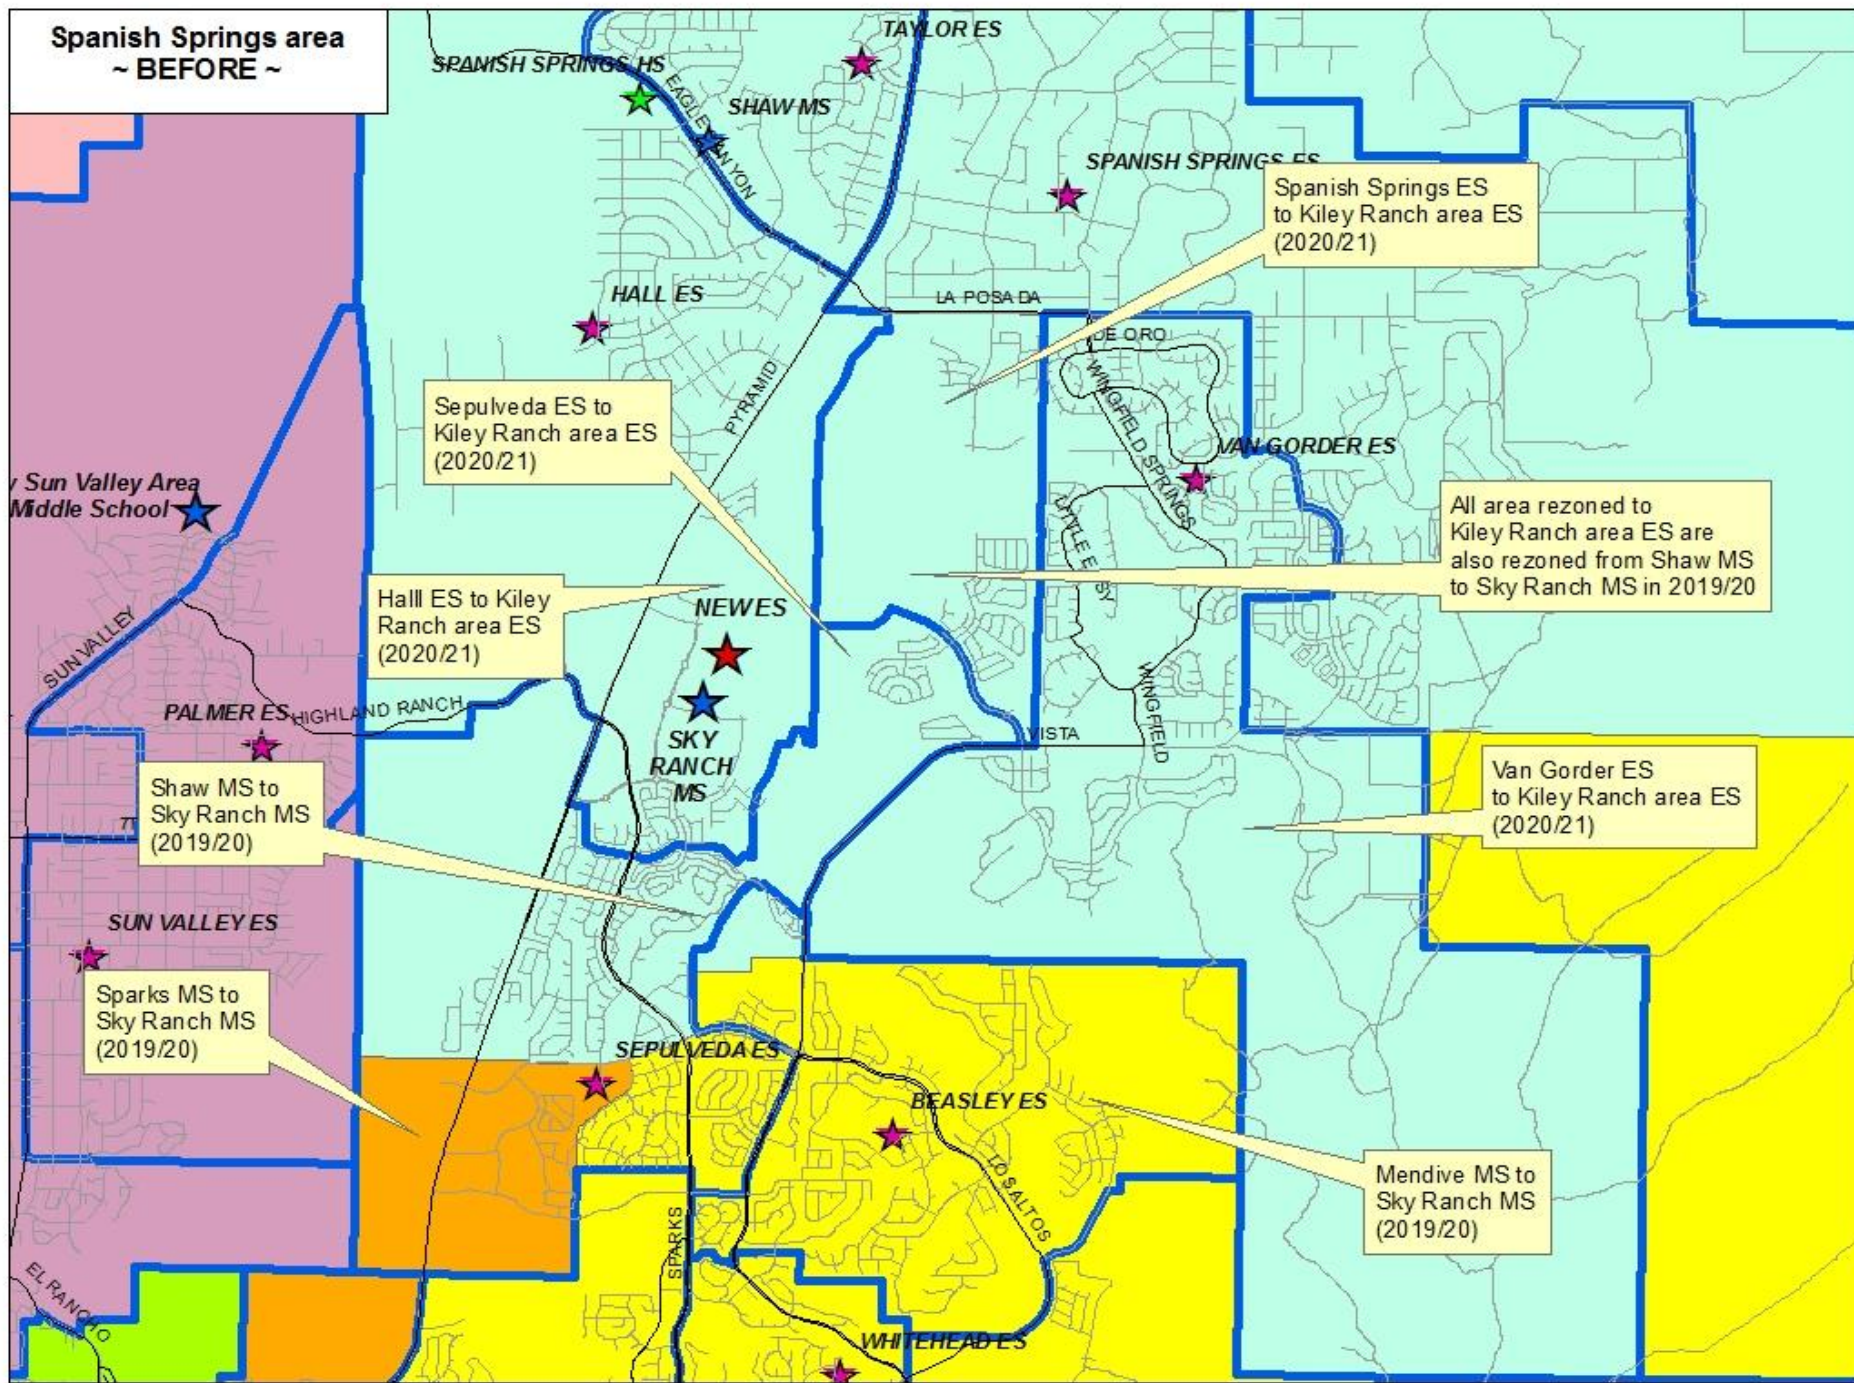 Spanish Springs area
~ BEFORE ~
TAYLOR ES
SPANISH SPRINGS HS
SHAW MS
SPANISH SPRINGS ES
Spanish Springs ES
to Kiley Ranch area ES
(2020/21)
HALL ES
LA POSADA
DE ORO
PYRAMID
WINGFIELD SPRINGS
Sepulveda ES to
Kiley Ranch area ES
(2020/21)
VAN GORDER ES
Sun Valley Area
Middle School
All area rezoned to
Kiley Ranch area ES are
also rezoned from Shaw MS
to Sky Ranch MS in 2019/20
Halll ES to Kiley
Ranch area ES
(2020/21)
NEW ES
SUN VALLEY
PALMER ES
HIGHLAND RANCH
SKY
RANCH
MS
VISTA
WINGFIELD
Shaw MS to
Sky Ranch MS
(2019/20)
Van Gorder ES
to Kiley Ranch area ES
(2020/21)
SUN VALLEY ES
Sparks MS to
Sky Ranch MS
(2019/20)
SEPULVEDA ES
BEASLEY ES
LOS ALTOS
Mendive MS to
Sky Ranch MS
(2019/20)
SPARKS
EL RANCHO
WHITEHEAD ES